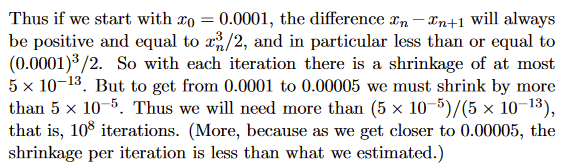 Thus if we start with x₀ = 0.0001, the difference xₙ − xₙ₊₁ will always
be positive and equal to xₙ³/2, and in particular less than or equal to
(0.0001)³/2. So with each iteration there is a shrinkage of at most
5 × 10⁻¹³. But to get from 0.0001 to 0.00005 we must shrink by more
than 5 × 10⁻⁵. Thus we will need more than (5 × 10⁻⁵)/(5 × 10⁻¹³),
that is, 10⁸ iterations. (More, because as we get closer to 0.00005, the
shrinkage per iteration is less than what we estimated.)